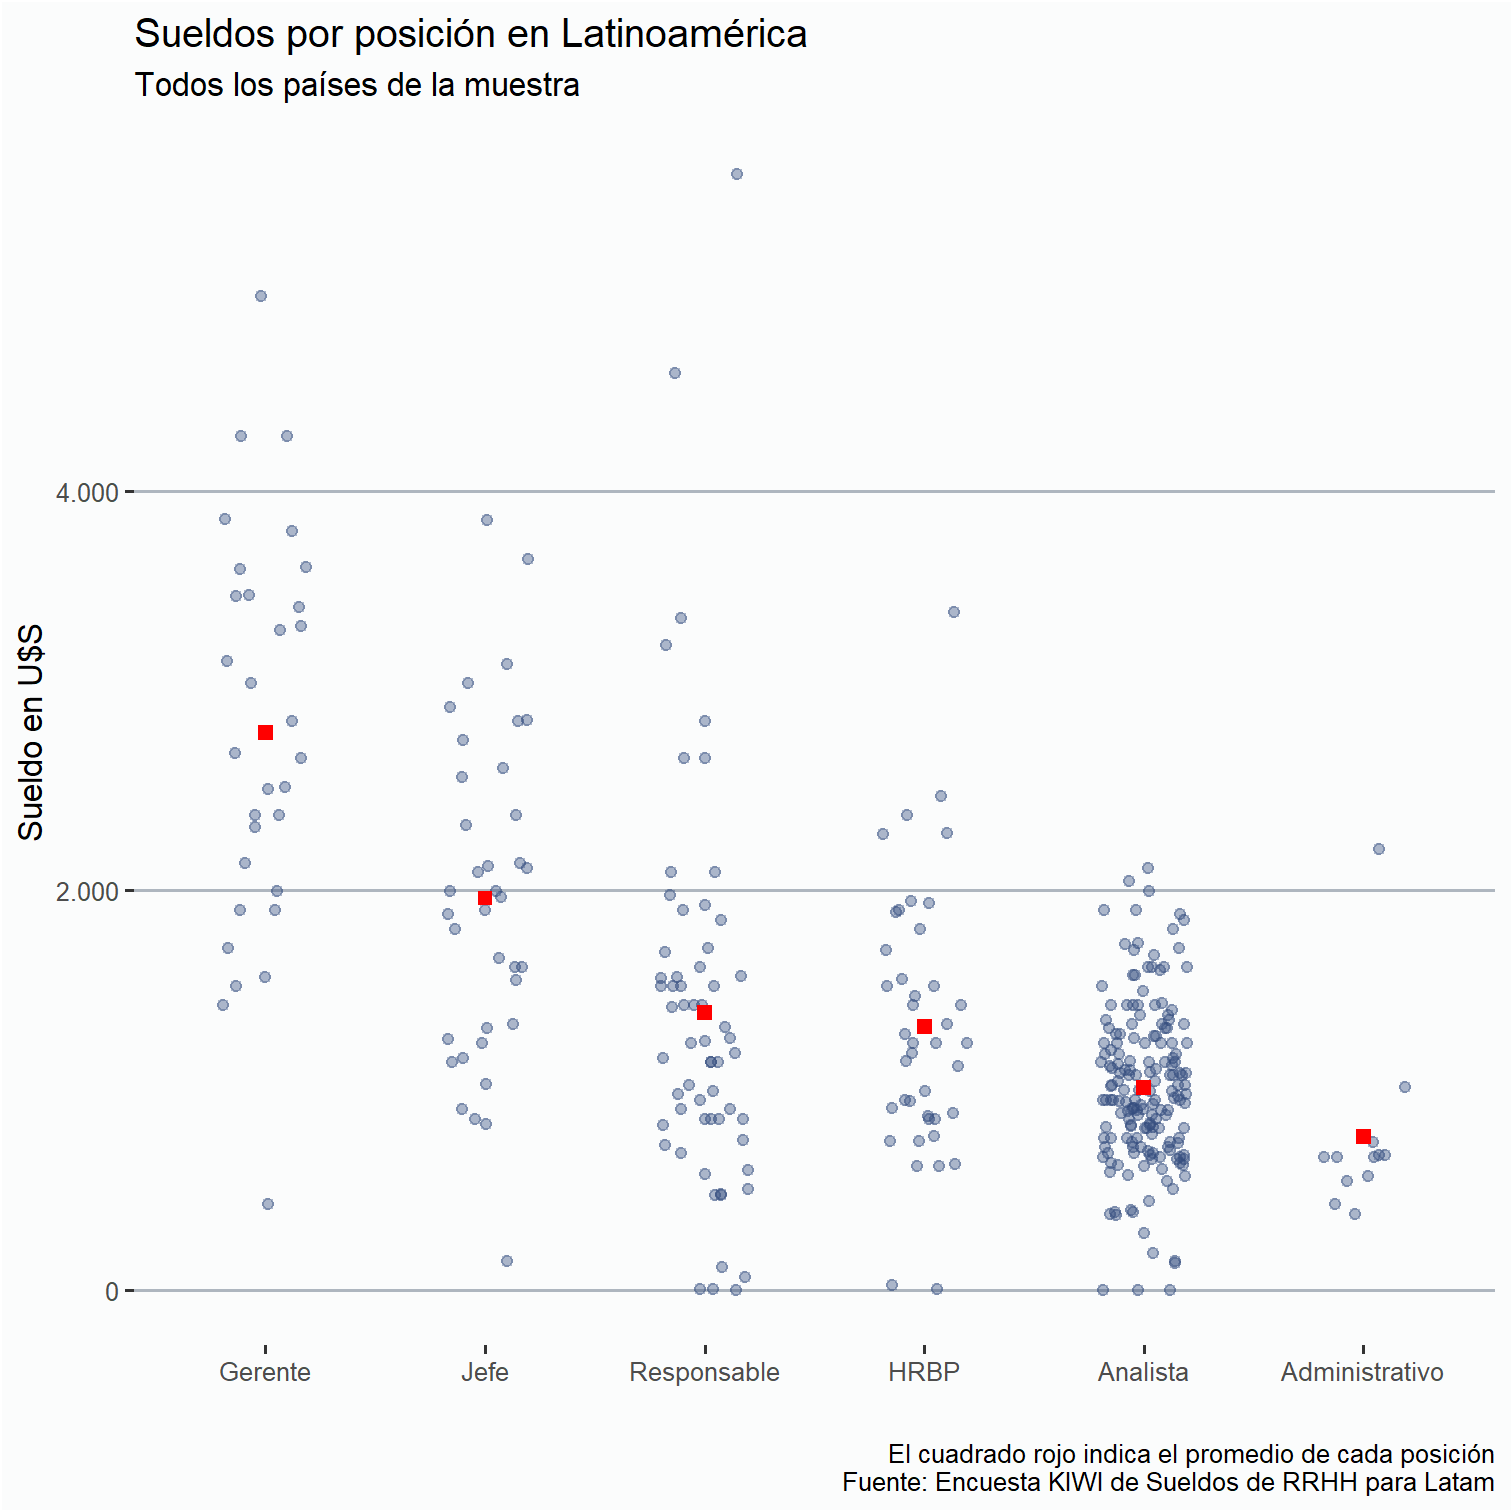 Sueldos por posición en Latinoamérica
Todos los países de la muestra
Sueldo en U$S
4.000
2.000
0
Gerente
Jefe
Responsable
HRBP
Analista
Administrativo
El cuadrado rojo indica el promedio de cada posición
Fuente: Encuesta KIWI de Sueldos de RRHH para Latam